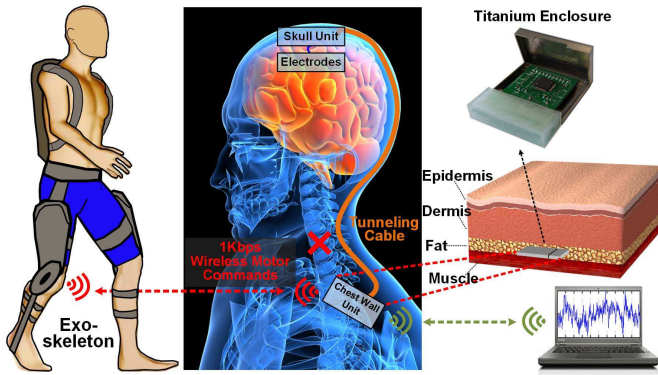 Titanium Enclosure
Skull Unit
Electrodes
Epidermis
Dermis
Fat
Muscle
Tunneling
Cable
1Kbps
Wireless Motor
Commands
Chest Wall
Unit
Exo-
skeleton